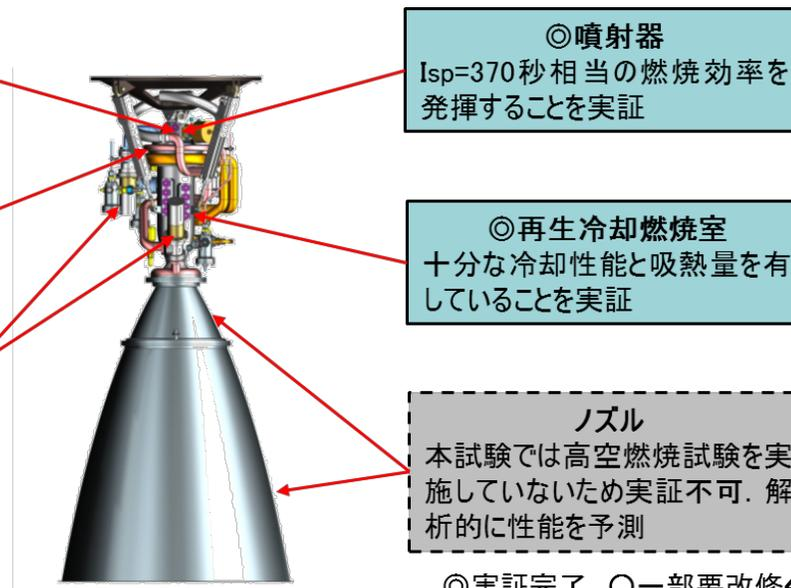 ◎噴射器
Isp=370秒相当の燃焼効率を
発揮することを実証
◎再生冷却燃焼室
十分な冷却性能と吸熱量を有
していることを実証
ノズル
本試験では高空燃焼試験を実
施していないため実証不可．解
析的に性能を予測
◎実証完了 〇一部要改修